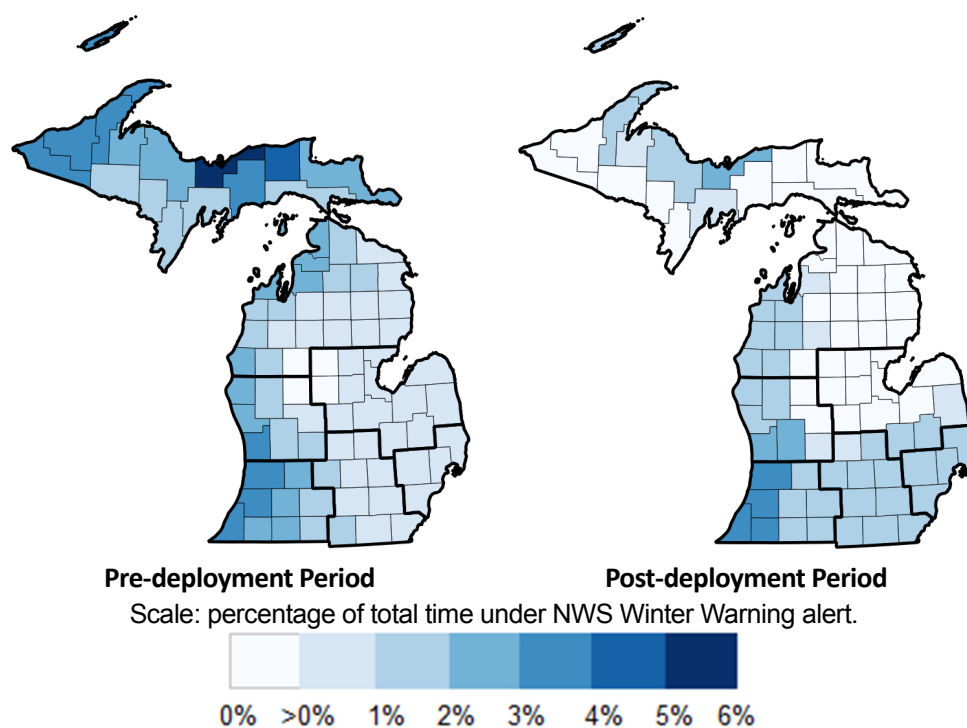 Pre-deployment Period
Post-deployment Period
Scale: percentage of total time under NWS Winter Warning alert.
0% >0% 1% 2% 3% 4% 5% 6%